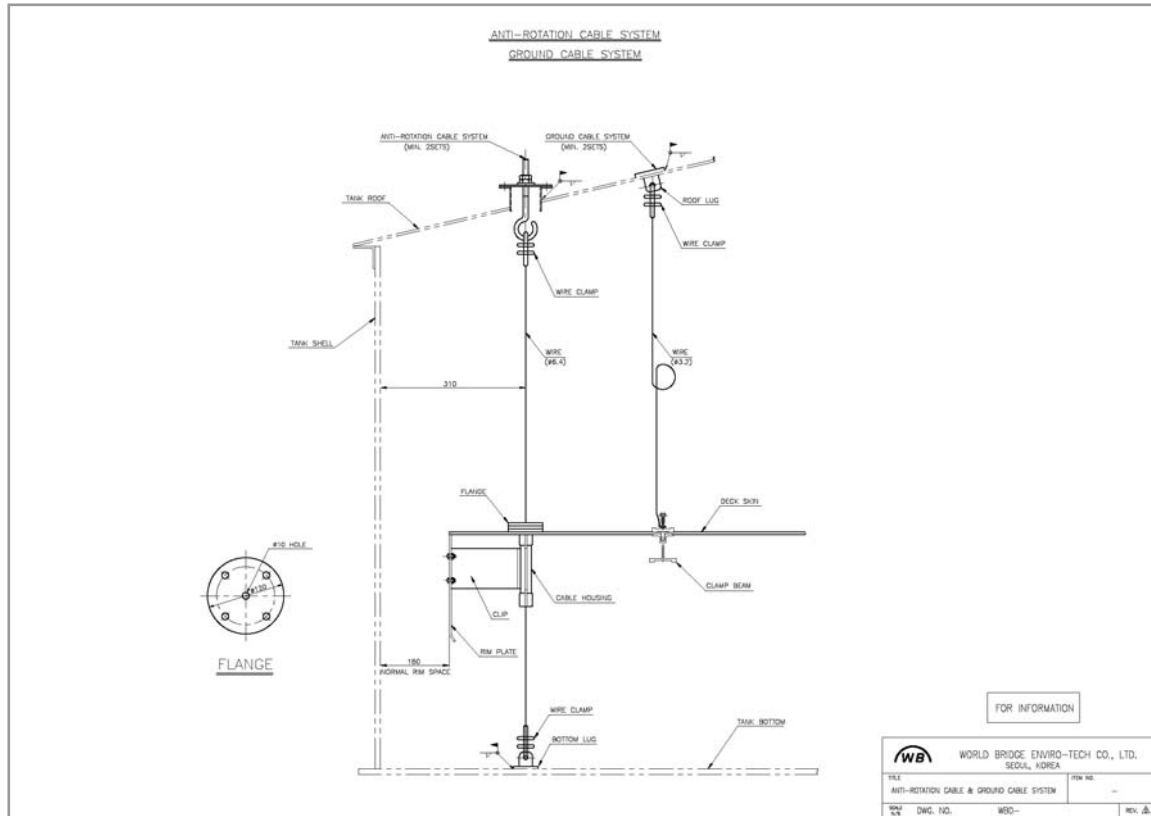 ANTI-ROTATION CABLE SYSTEM
GROUND CABLE SYSTEM
ANTI-ROTATION CABLE SYSTEM
(MIN. 2SETS)
GROUND CABLE SYSTEM
(MIN. 2SETS)
TANK ROOF
ROOF LUG
WIRE CLAMP
WIRE CLAMP
TANK SHELL
WIRE
(ø6.4)
WIRE
(ø3.2)
310
FLANGE
DECK SKIN
ø10 HOLE
ø120
CLAMP BEAM
CABLE HOUSING
CLIP
RIM PLATE
FLANGE
NORMAL RIM SPACE
WIRE CLAMP
TANK BOTTOM
BOTTOM LUG
FOR INFORMATION
WB
WORLD BRIDGE ENVIRO-TECH CO., LTD.
SEOUL, KOREA
TITLE
ITEM NO.
ANTI-ROTATION CABLE & GROUND CABLE SYSTEM
-
SCALE
DWG. NO.
WBD-
REV.